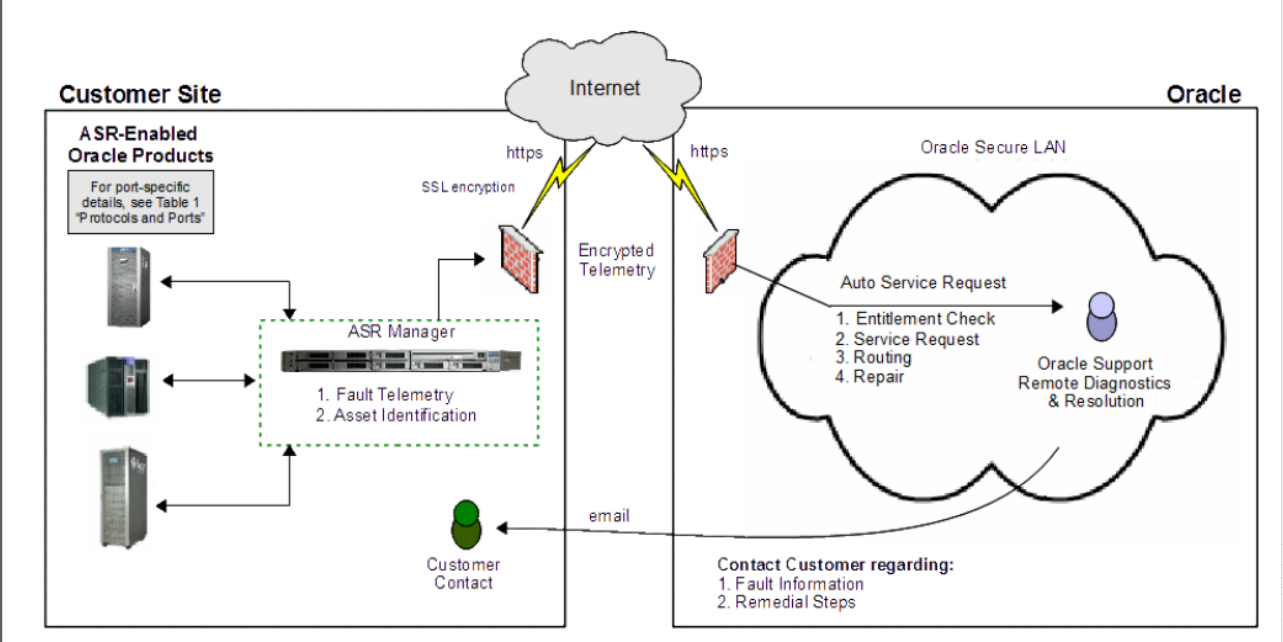 Internet
Customer Site
Oracle
ASR-Enabled
Oracle Products
For port-specific
details, see Table 1
"Protocols and Ports"
https
https
SSL encryption
Encrypted
Telemetry
Oracle Secure LAN
ASR Manager
1. Fault Telemetry
2. Asset Identification
Auto Service Request
1. Entitlement Check
2. Service Request
3. Routing
4. Repair
Oracle Support
Remote Diagnostics
& Resolution
email
Customer
Contact
Contact Customer regarding:
1. Fault Information
2. Remedial Steps